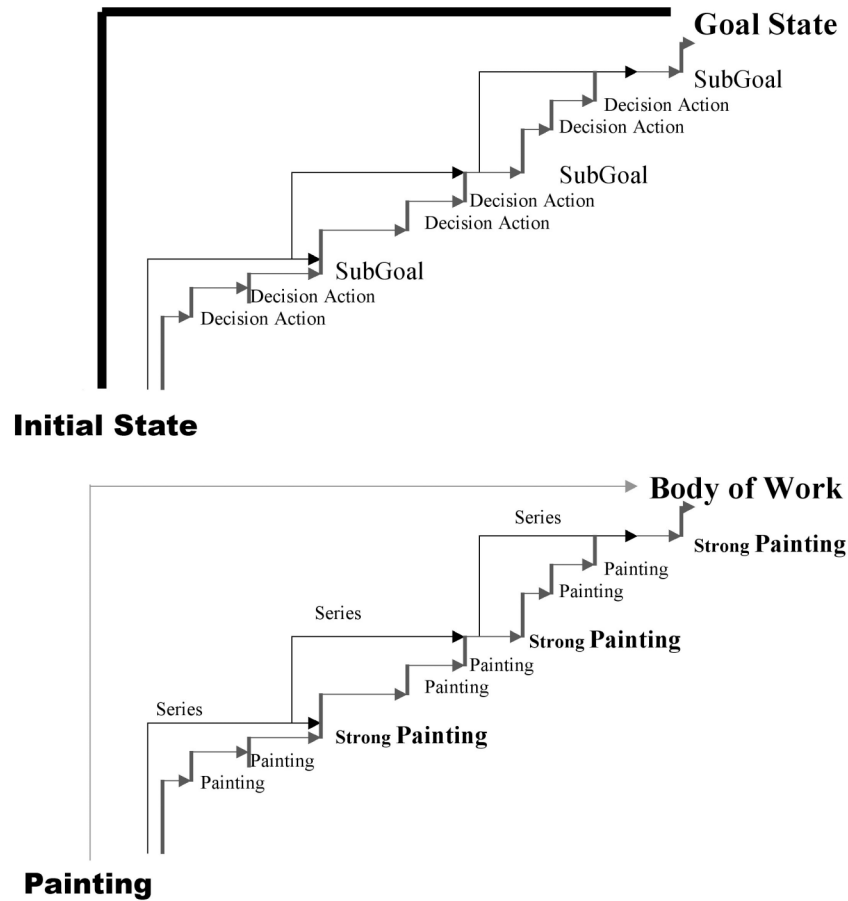 Goal State
SubGoal
Decision Action
Decision Action
SubGoal
Decision Action
Decision Action
SubGoal
Decision Action
Decision Action
Initial State
Body of Work
Series
Strong Painting
Painting
Painting
Series
Strong Painting
Painting
Painting
Series
Strong Painting
Painting
Painting
Painting